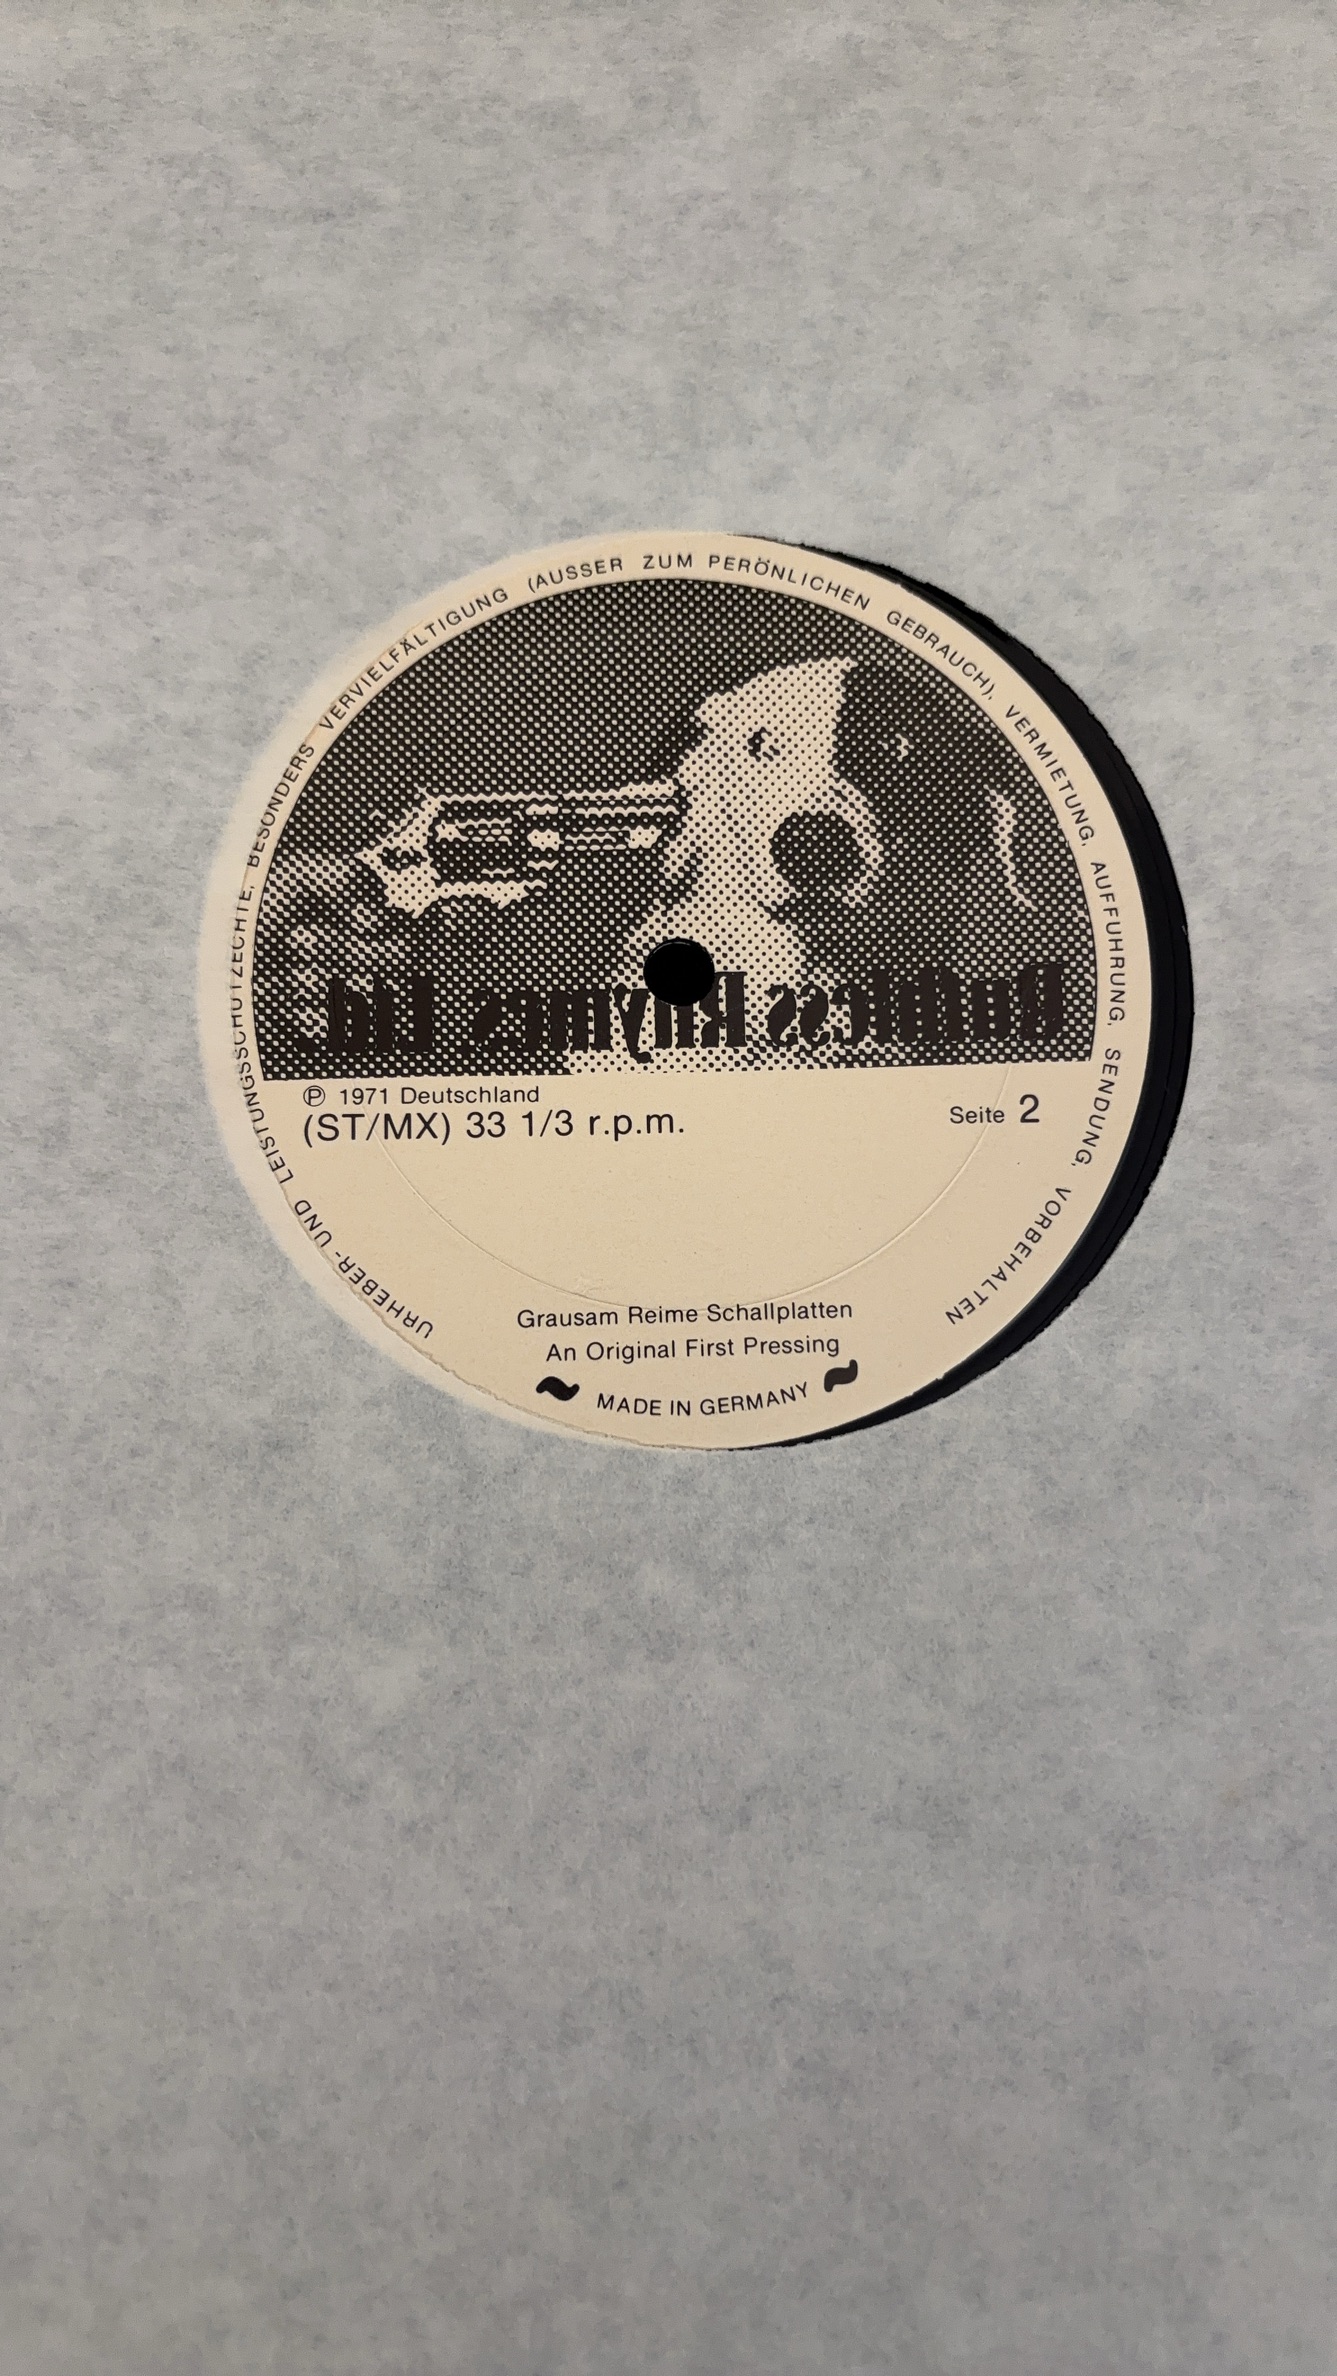 URHEBER- UND LEISTUNGSSCHUTZECHTE, BESONDERS VERVIELFÄLTIGUNG (AUSSER ZUM PERÖNLICHEN GEBRAUCH), VERMIETUNG, AUFFUHRUNG, SENDUNG, VORBEHALTEN
Ruthless Rhymes Ltd.
℗ 1971 Deutschland
(ST/MX) 33 1/3 r.p.m.
Seite 2
Grausam Reime Schallplatten
An Original First Pressing
MADE IN GERMANY